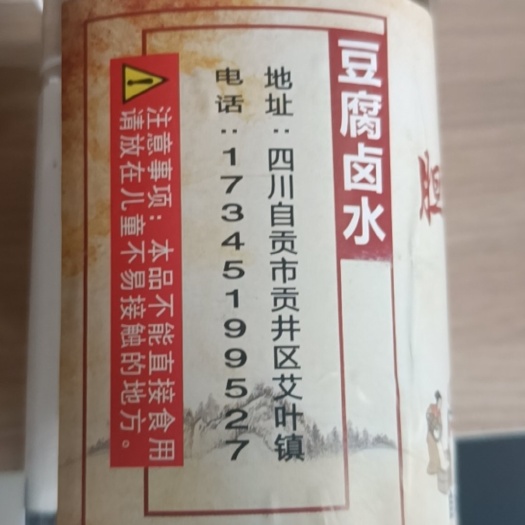 豆腐卤水
地址：四川自贡市贡井区艾叶镇
电话：17345199527
注意事项：本品不能直接食用
请放在儿童不易接触的地方。